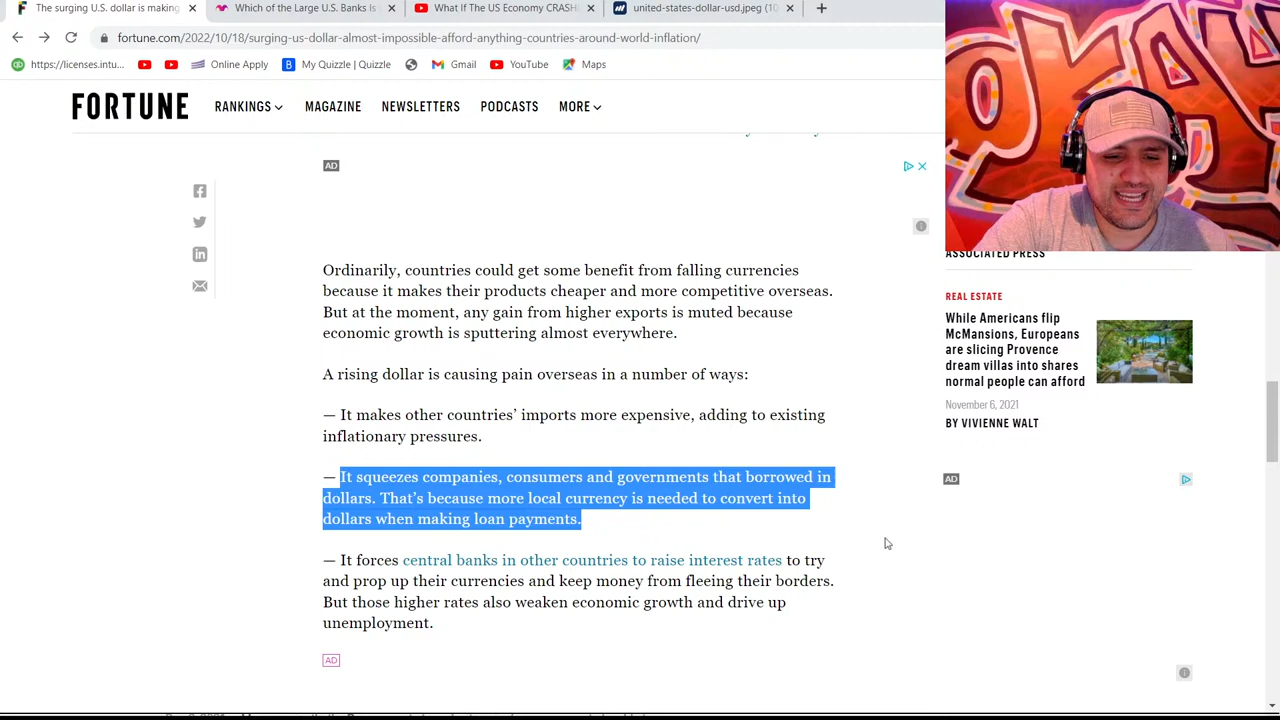 The surging U.S. dollar is making
Which of the Large U.S. Banks Is
What If The US Economy CRASH
united-states-dollar-usd.jpeg (10
fortune.com/2022/10/18/surging-us-dollar-almost-impossible-afford-anything-countries-around-world-inflation/
https://licenses.intu...
Online Apply
My Quizzle | Quizzle
Gmail
YouTube
Maps
FORTUNE
RANKINGS
MAGAZINE
NEWSLETTERS
PODCASTS
MORE
AD
Ordinarily, countries could get some benefit from falling currencies
because it makes their products cheaper and more competitive overseas.
But at the moment, any gain from higher exports is muted because
economic growth is sputtering almost everywhere.
A rising dollar is causing pain overseas in a number of ways:
— It makes other countries’ imports more expensive, adding to existing
inflationary pressures.
— It squeezes companies, consumers and governments that borrowed in
dollars. That’s because more local currency is needed to convert into
dollars when making loan payments.
— It forces central banks in other countries to raise interest rates to try
and prop up their currencies and keep money from fleeing their borders.
But those higher rates also weaken economic growth and drive up
unemployment.
AD
ASSOCIATED PRESS
REAL ESTATE
While Americans flip
McMansions, Europeans
are slicing Provence
dream villas into shares
normal people can afford
November 6, 2021
BY VIVIENNE WALT
AD